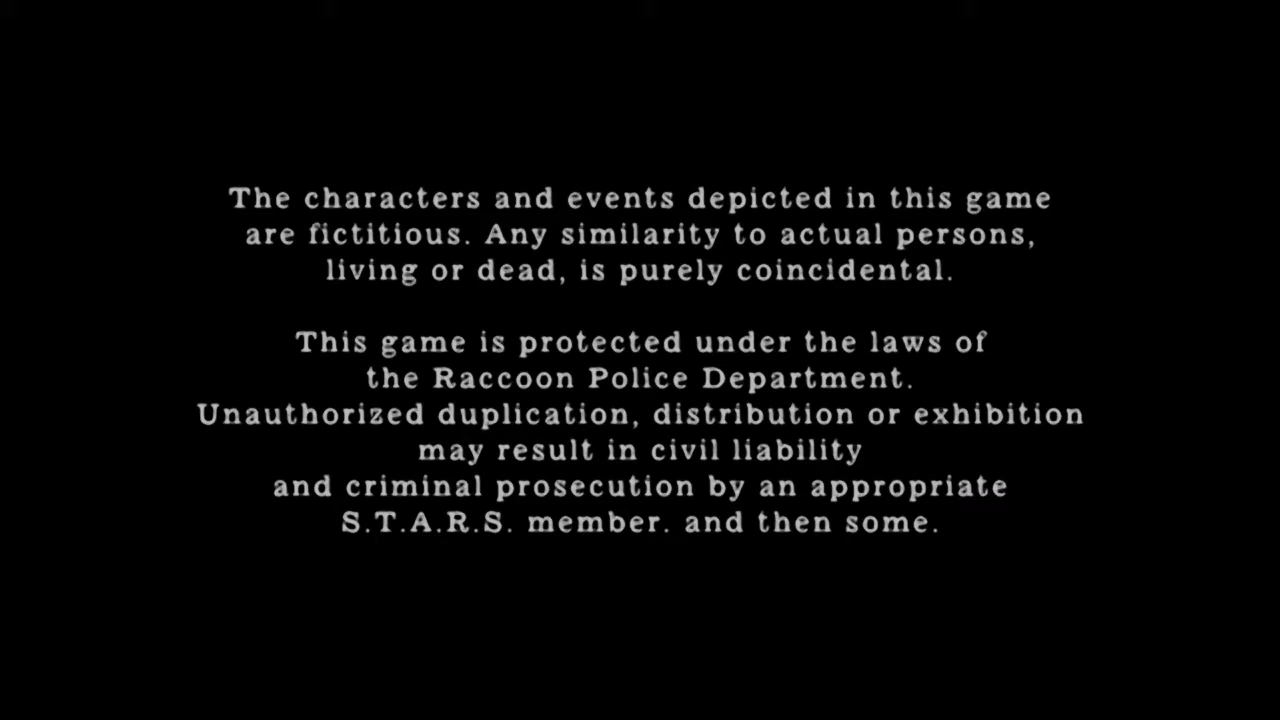 The characters and events depicted in this game
are fictitious. Any similarity to actual persons,
living or dead, is purely coincidental.
This game is protected under the laws of
the Raccoon Police Department.
Unauthorized duplication, distribution or exhibition
may result in civil liability
and criminal prosecution by an appropriate
S.T.A.R.S. member. and then some.